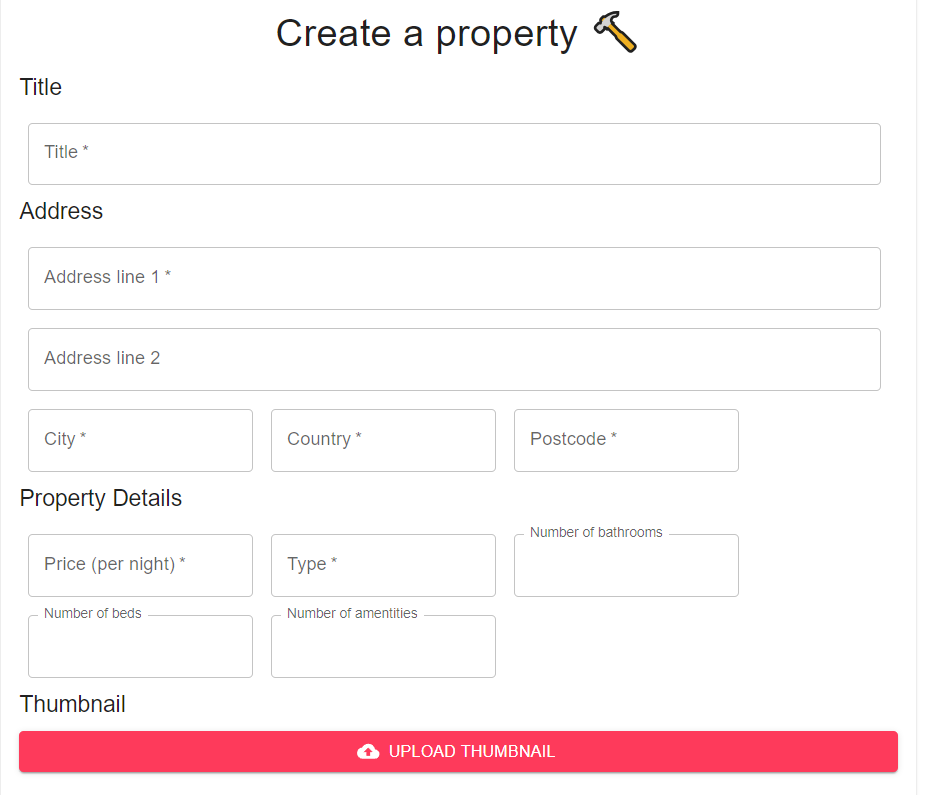 Create a property
Title
Title *
Address
Address line 1 *
Address line 2
City * Country * Postcode *
Property Details
Price (per night) * Type * Number of bathrooms
Number of beds Number of amentities
Thumbnail
UPLOAD THUMBNAIL